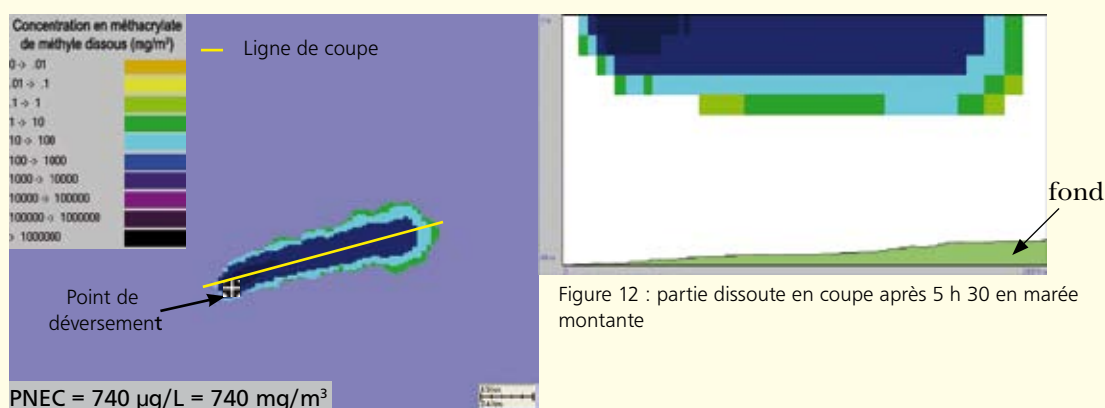 Concentration en méthacrylate
de méthyle dissous (mg/m³)
0 -> .01
.01 -> .1
.1 -> 1
1 -> 10
10 -> 100
100 -> 1000
1000 -> 10000
10000 -> 100000
100000 -> 1000000
> 1000000
Ligne de coupe
Point de
déversement
PNEC = 740 µg/L = 740 mg/m³
fond
Figure 12 : partie dissoute en coupe après 5 h 30 en marée
montante